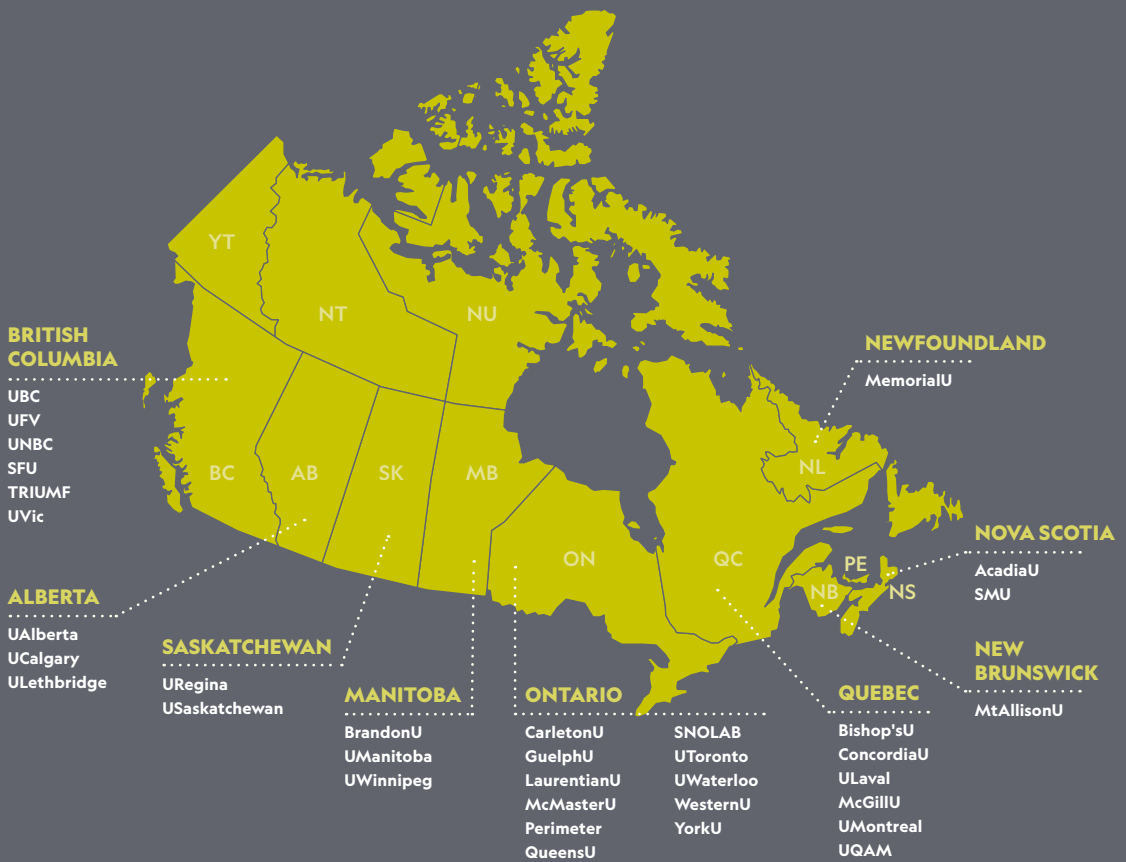 YT
NT
NU
BRITISH
COLUMBIA
UBC
UFV
UNBC
SFU
TRIUMF
UVic
NEWFOUNDLAND
MemorialU
BC
AB
SK
MB
NL
ON
QC
PE
NB
NS
NOVA SCOTIA
AcadiaU
SMU
ALBERTA
UAlberta
UCalgary
ULethbridge
SASKATCHEWAN
URegina
USaskatchewan
MANITOBA
BrandonU
UManitoba
UWinnipeg
ONTARIO
CarletonU
GuelphU
LaurentianU
McMasterU
Perimeter
QueensU
SNOLAB
UToronto
UWaterloo
WesternU
YorkU
QUEBEC
Bishop'sU
ConcordiaU
ULaval
McGillU
UMontreal
UQAM
NEW
BRUNSWICK
MtAllisonU